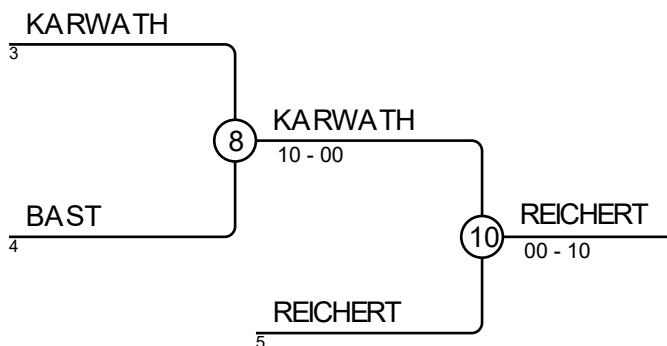 KARWATH
3
8
KARWATH
10 - 00
BAST
4
10
REICHERT
00 - 10
REICHERT
5